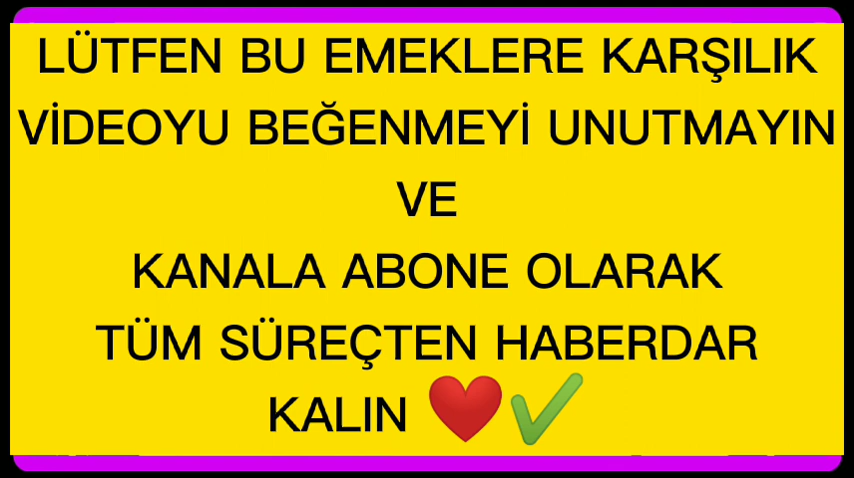 LÜTFEN BU EMEKLERE KARŞILIK
VİDEOYU BEĞENMEYİ UNUTMAYIN
VE
KANALA ABONE OLARAK
TÜM SÜREÇTEN HABERDAR
KALIN ❤️✔️